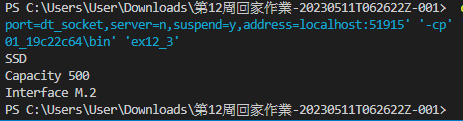 PS C:\Users\User\Downloads\第12周回家作業-20230511T062622Z-001>
port=dt_socket,server=n,suspend=y,address=localhost:51915' '-cp'
01_19c22c64\bin' 'ex12_3'
SSD
Capacity 500
Interface M.2
PS C:\Users\User\Downloads\第12周回家作業-20230511T062622Z-001>